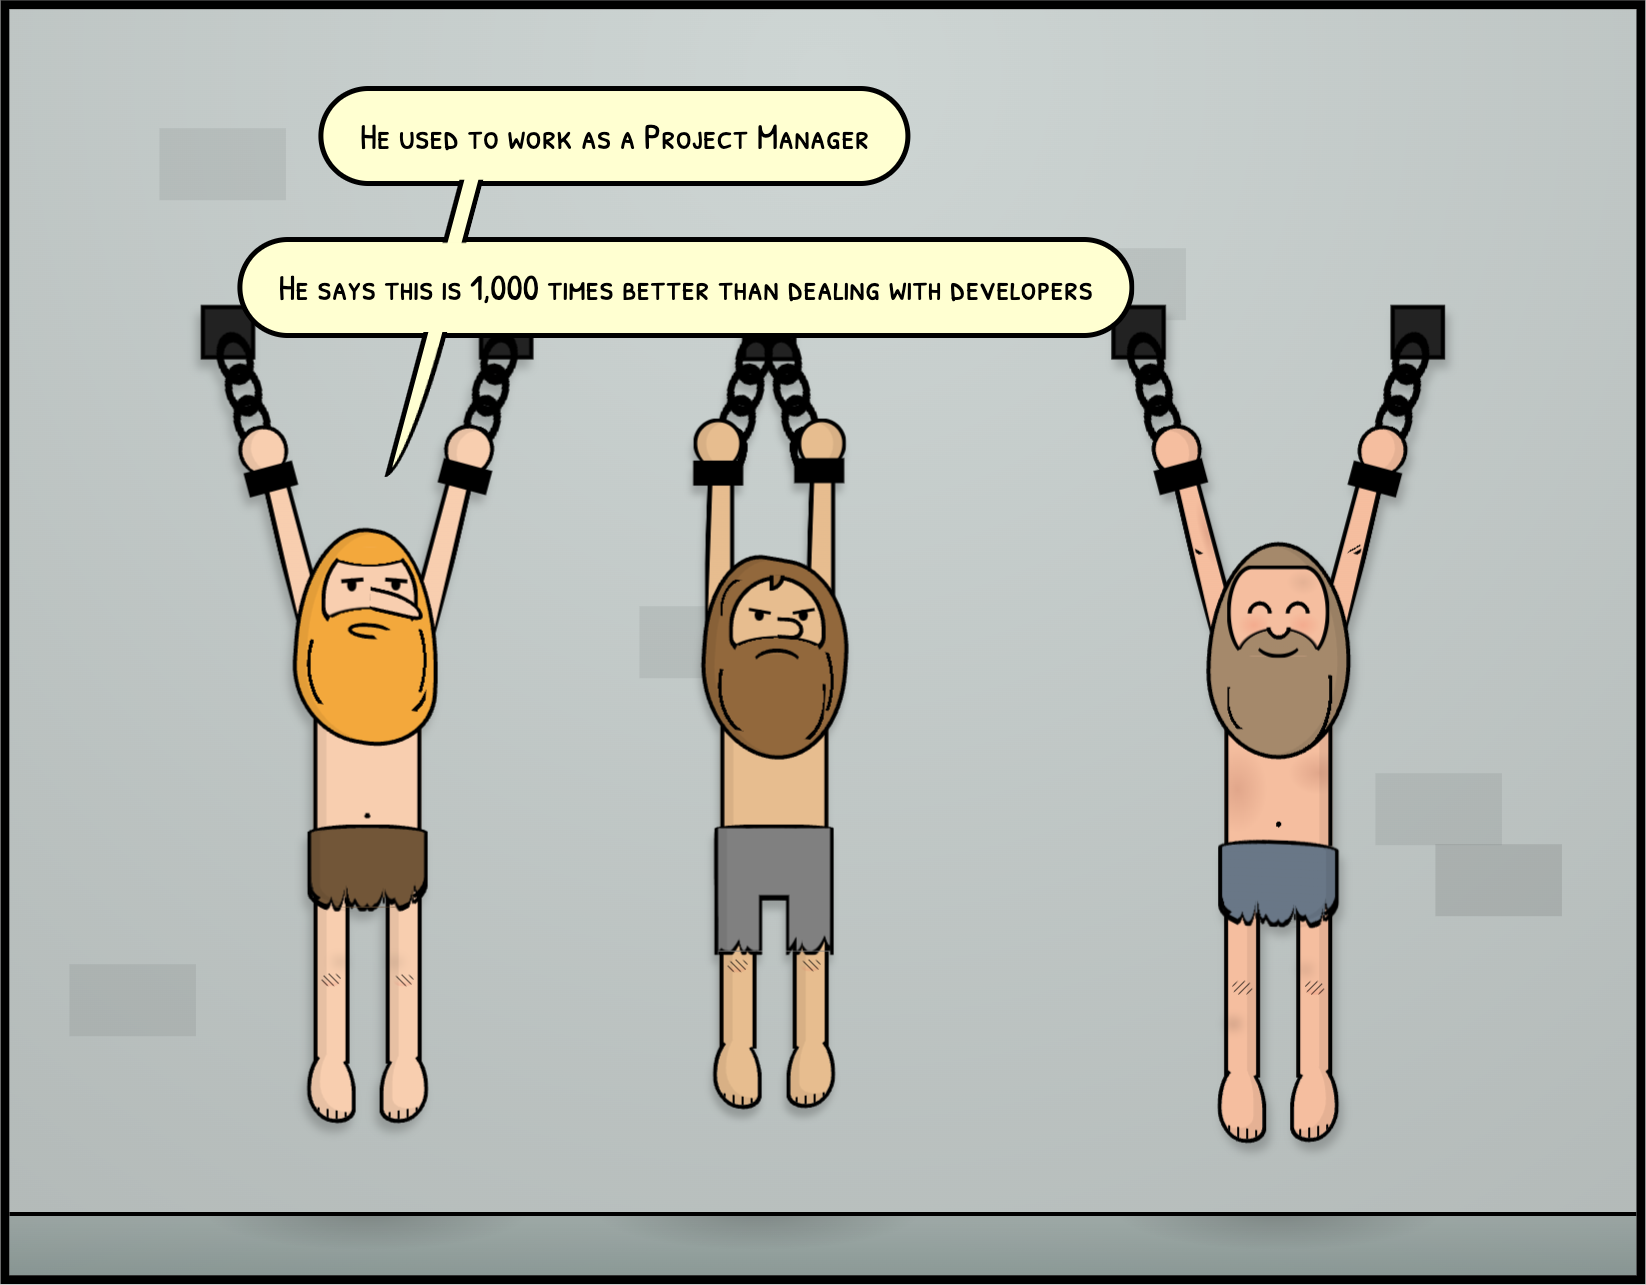 He used to work as a Project Manager
He says this is 1,000 times better than dealing with developers